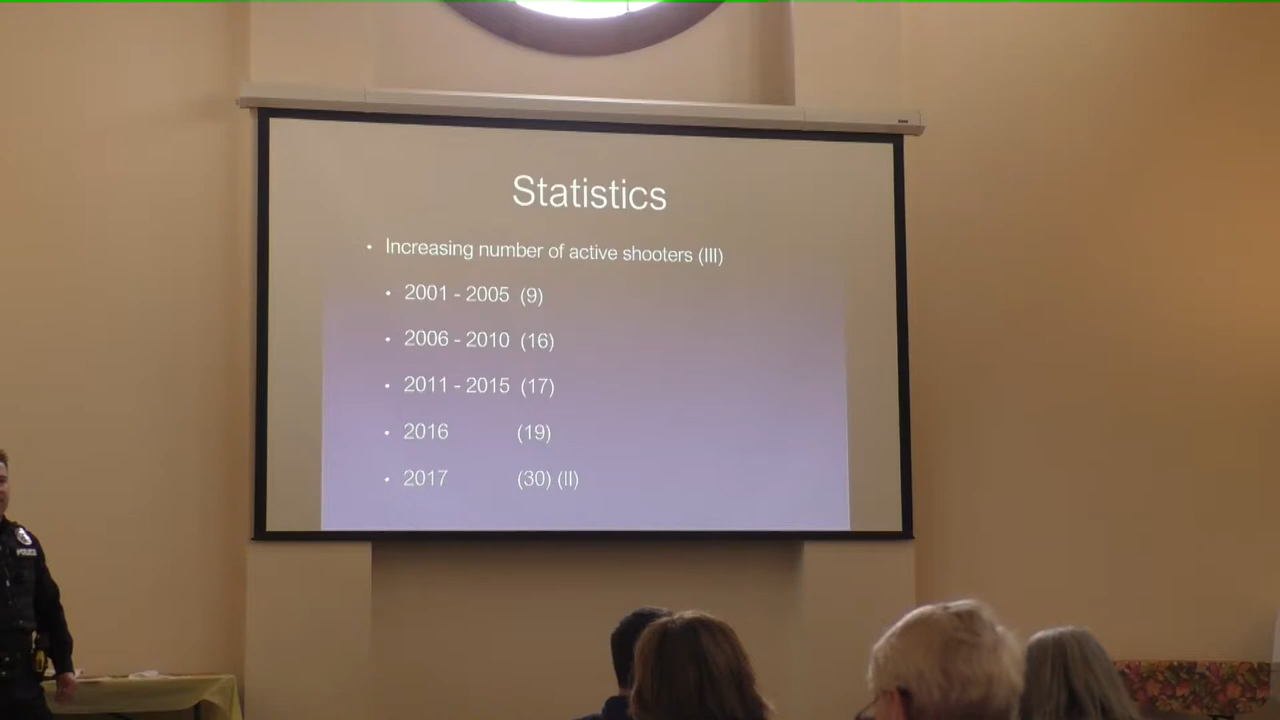 Statistics
• Increasing number of active shooters (III)
• 2001 - 2005 (9)
• 2006 - 2010 (16)
• 2011 - 2015 (17)
• 2016 (19)
• 2017 (30) (II)
POLICE